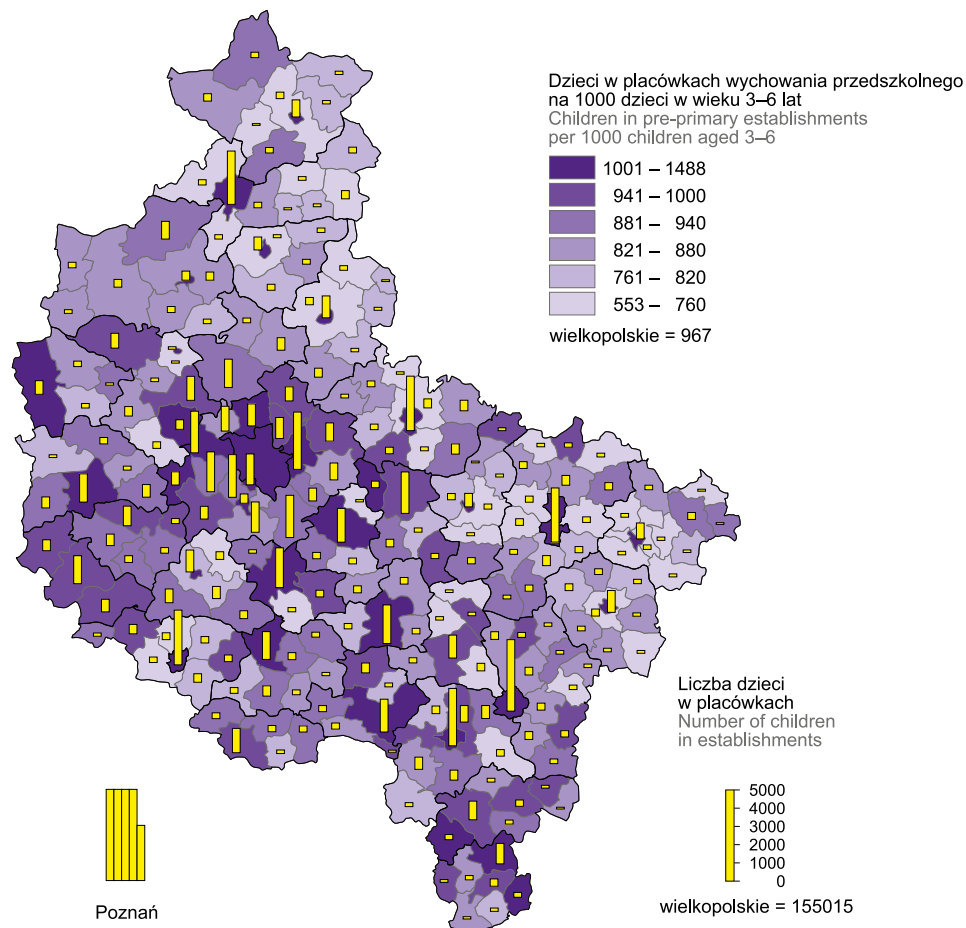 Dzieci w placówkach wychowania przedszkolnego
na 1000 dzieci w wieku 3–6 lat
Children in pre-primary establishments
per 1000 children aged 3–6
1001 – 1488
941 – 1000
881 – 940
821 – 880
761 – 820
553 – 760
wielkopolskie = 967
Liczba dzieci
w placówkach
Number of children
in establishments
5000
4000
3000
2000
1000
0
wielkopolskie = 155015
Poznań